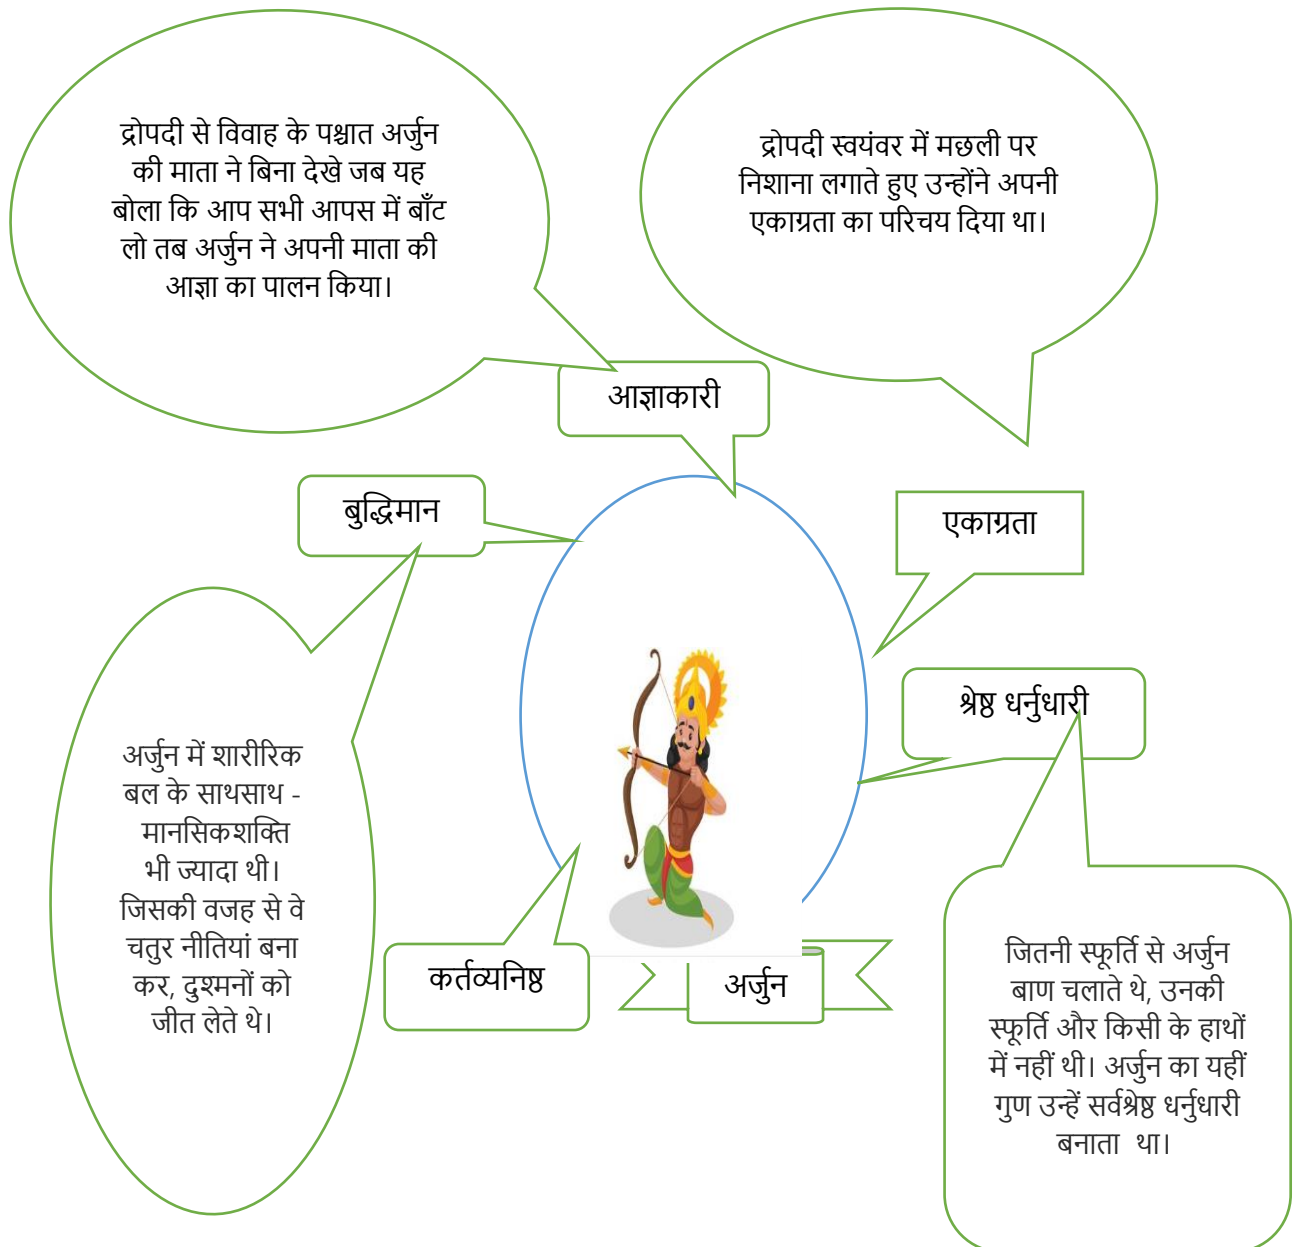 द्रोपदी से विवाह के पश्चात अर्जुन
की माता ने बिना देखे जब यह
बोला कि आप सभी आपस में बाँट
लो तब अर्जुन ने अपनी माता की
आज्ञा का पालन किया।
द्रोपदी स्वयंवर में मछली पर
निशाना लगाते हुए उन्होंने अपनी
एकाग्रता का परिचय दिया था।
आज्ञाकारी
बुद्धिमान
एकाग्रता
श्रेष्ठ धर्नुधारी
अर्जुन में शारीरिक
बल के साथसाथ -
मानसिकशक्ति
भी ज्यादा थी।
जिसकी वजह से वे
चतुर नीतियां बना
कर, दुश्मनों को
जीत लेते थे।
कर्तव्यनिष्ठ
अर्जुन
जितनी स्फूर्ति से अर्जुन
बाण चलाते थे, उनकी
स्फूर्ति और किसी के हाथों
में नहीं थी। अर्जुन का यहीं
गुण उन्हें सर्वश्रेष्ठ धर्नुधारी
बनाता था।